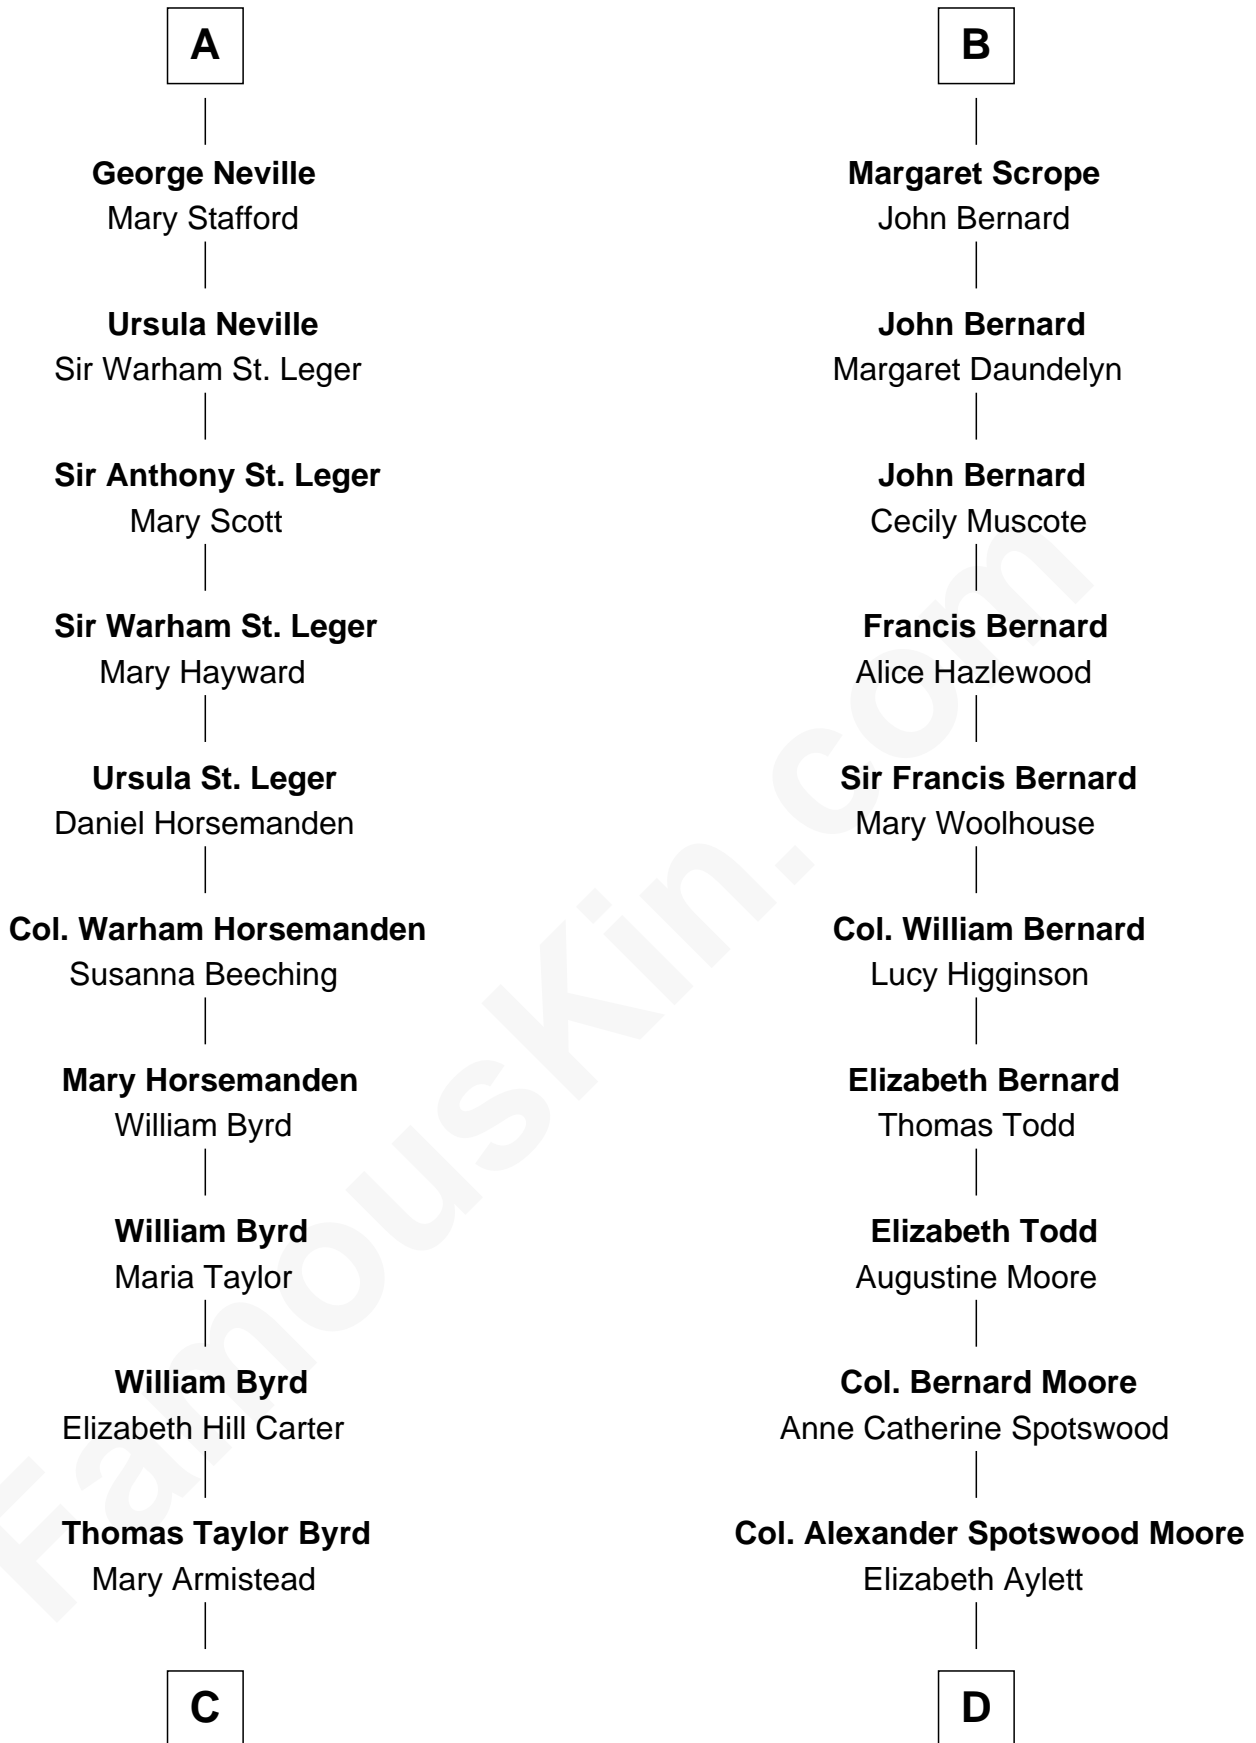 A
George Neville
Mary Stafford
Ursula Neville
Sir Warham St. Leger
Sir Anthony St. Leger
Mary Scott
Sir Warham St. Leger
Mary Hayward
Ursula St. Leger
Daniel Horsemanden
Col. Warham Horsemanden
Susanna Beeching
Mary Horsemanden
William Byrd
William Byrd
Maria Taylor
William Byrd
Elizabeth Hill Carter
Thomas Taylor Byrd
Mary Armistead
C
B
Margaret Scrope
John Bernard
John Bernard
Margaret Daundelyn
John Bernard
Cecily Muscote
Francis Bernard
Alice Hazlewood
Sir Francis Bernard
Mary Woolhouse
Col. William Bernard
Lucy Higginson
Elizabeth Bernard
Thomas Todd
Elizabeth Todd
Augustine Moore
Col. Bernard Moore
Anne Catherine Spotswood
Col. Alexander Spotswood Moore
Elizabeth Aylett
D
FamousKin.com